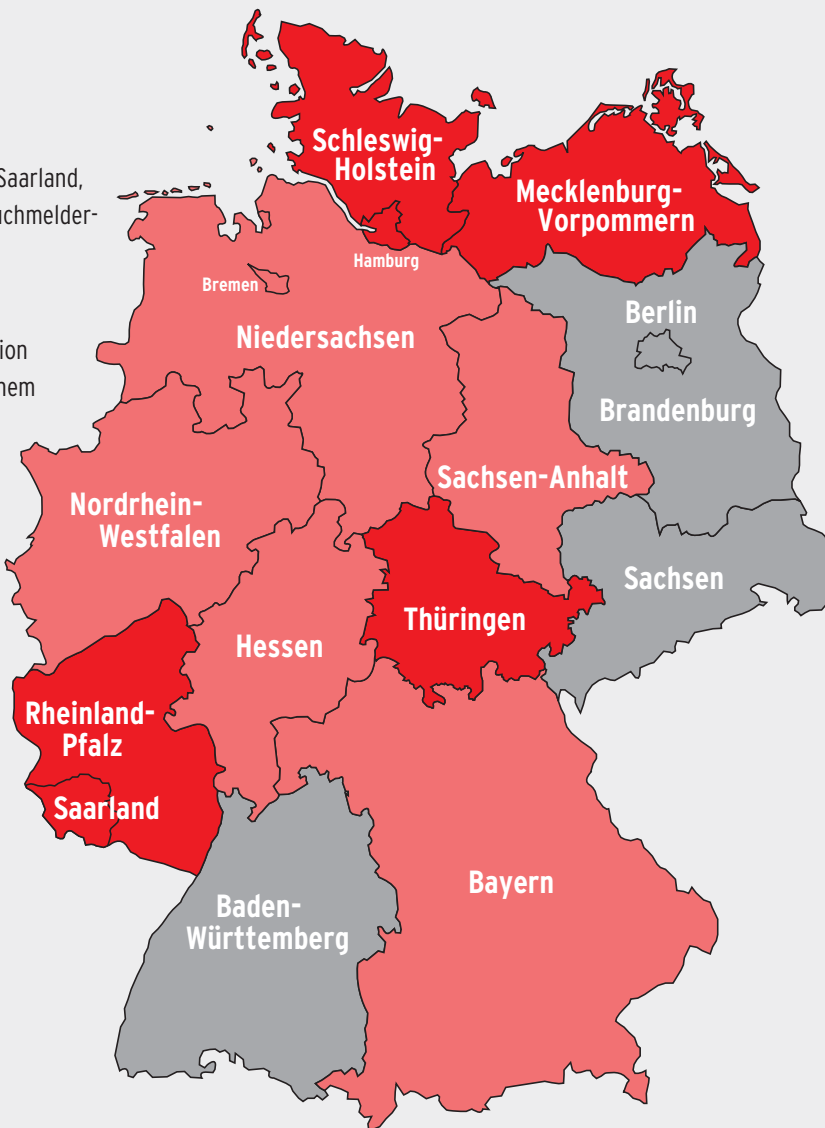 Saarland,
uchmelder-
ion
nem
Schleswig-
Holstein
Mecklenburg-
Vorpommern
Hamburg
Bremen
Niedersachsen
Berlin
Brandenburg
Sachsen-Anhalt
Nordrhein-
Westfalen
Sachsen
Thüringen
Hessen
Rheinland-
Pfalz
Saarland
Bayern
Baden-
Württemberg